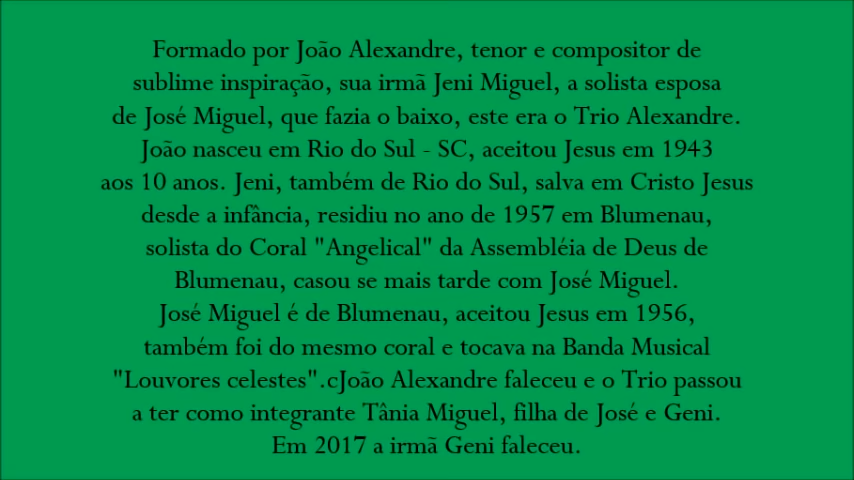 Formado por João Alexandre, tenor e compositor de
sublime inspiração, sua irmã Jeni Miguel, a solista esposa
de José Miguel, que fazia o baixo, este era o Trio Alexandre.
João nasceu em Rio do Sul - SC, aceitou Jesus em 1943
aos 10 anos. Jeni, também de Rio do Sul, salva em Cristo Jesus
desde a infância, residiu no ano de 1957 em Blumenau,
solista do Coral "Angelical" da Assembléia de Deus de
Blumenau, casou se mais tarde com José Miguel.
José Miguel é de Blumenau, aceitou Jesus em 1956,
também foi do mesmo coral e tocava na Banda Musical
"Louvores celestes".cJoão Alexandre faleceu e o Trio passou
a ter como integrante Tânia Miguel, filha de José e Geni.
Em 2017 a irmã Geni faleceu.